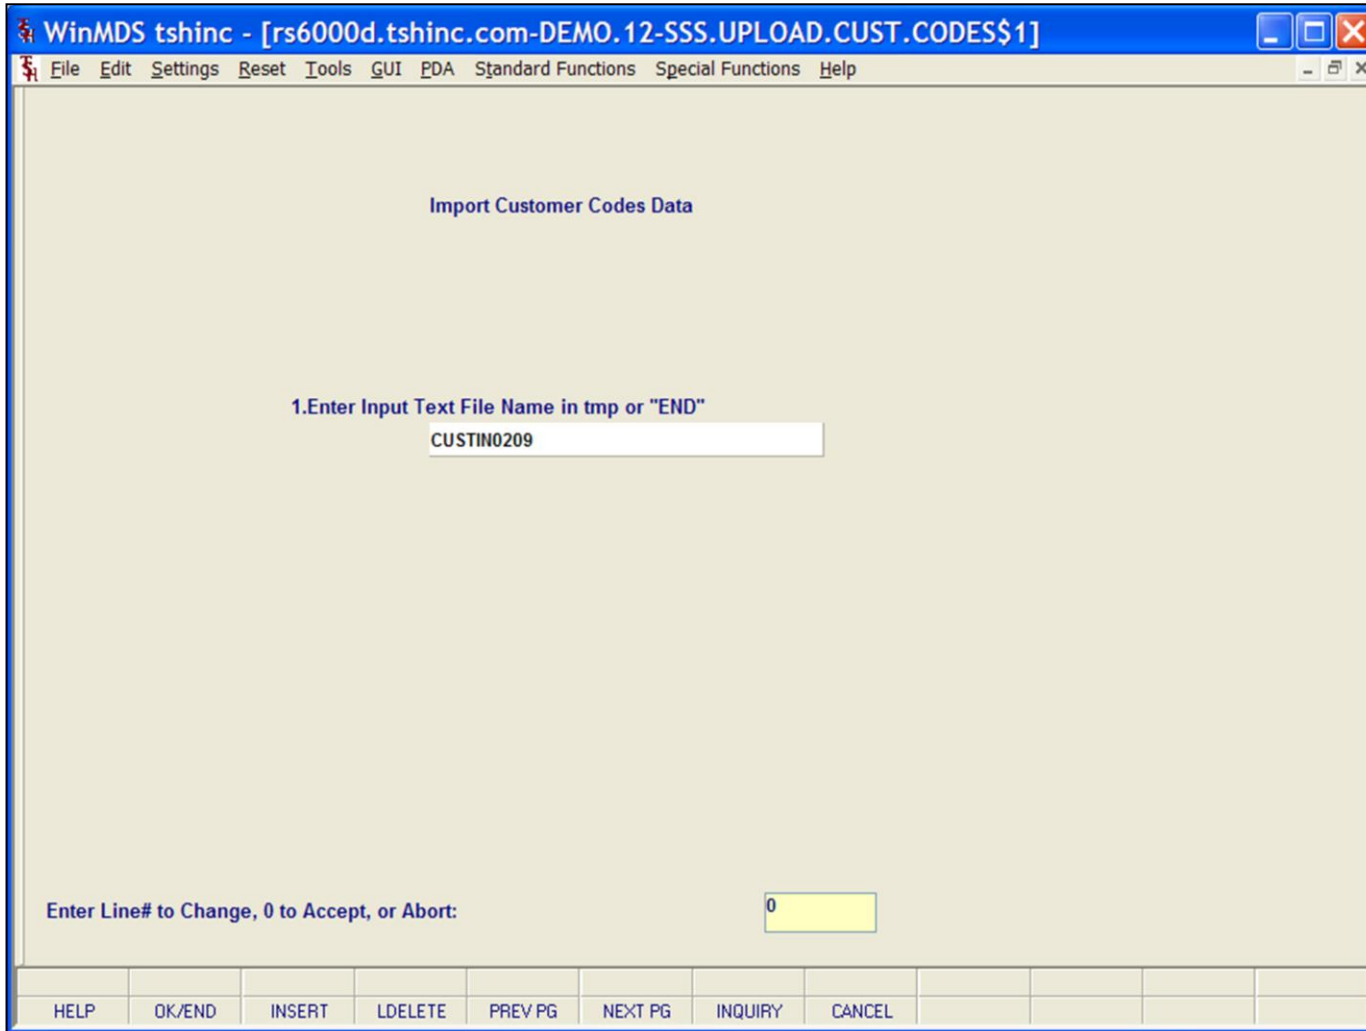 WinMDS tshinc - [rs6000d.tshinc.com-DEMO.12-SSS.UPLOAD.CUST.CODES$1]
File Edit Settings Reset Tools GUI PDA Standard Functions Special Functions Help
Import Customer Codes Data
1.Enter Input Text File Name in tmp or "END"
CUSTIN0209
Enter Line# to Change, 0 to Accept, or Abort: 0
HELP OK/END INSERT LDELETE PREV PG NEXT PG INQUIRY CANCEL